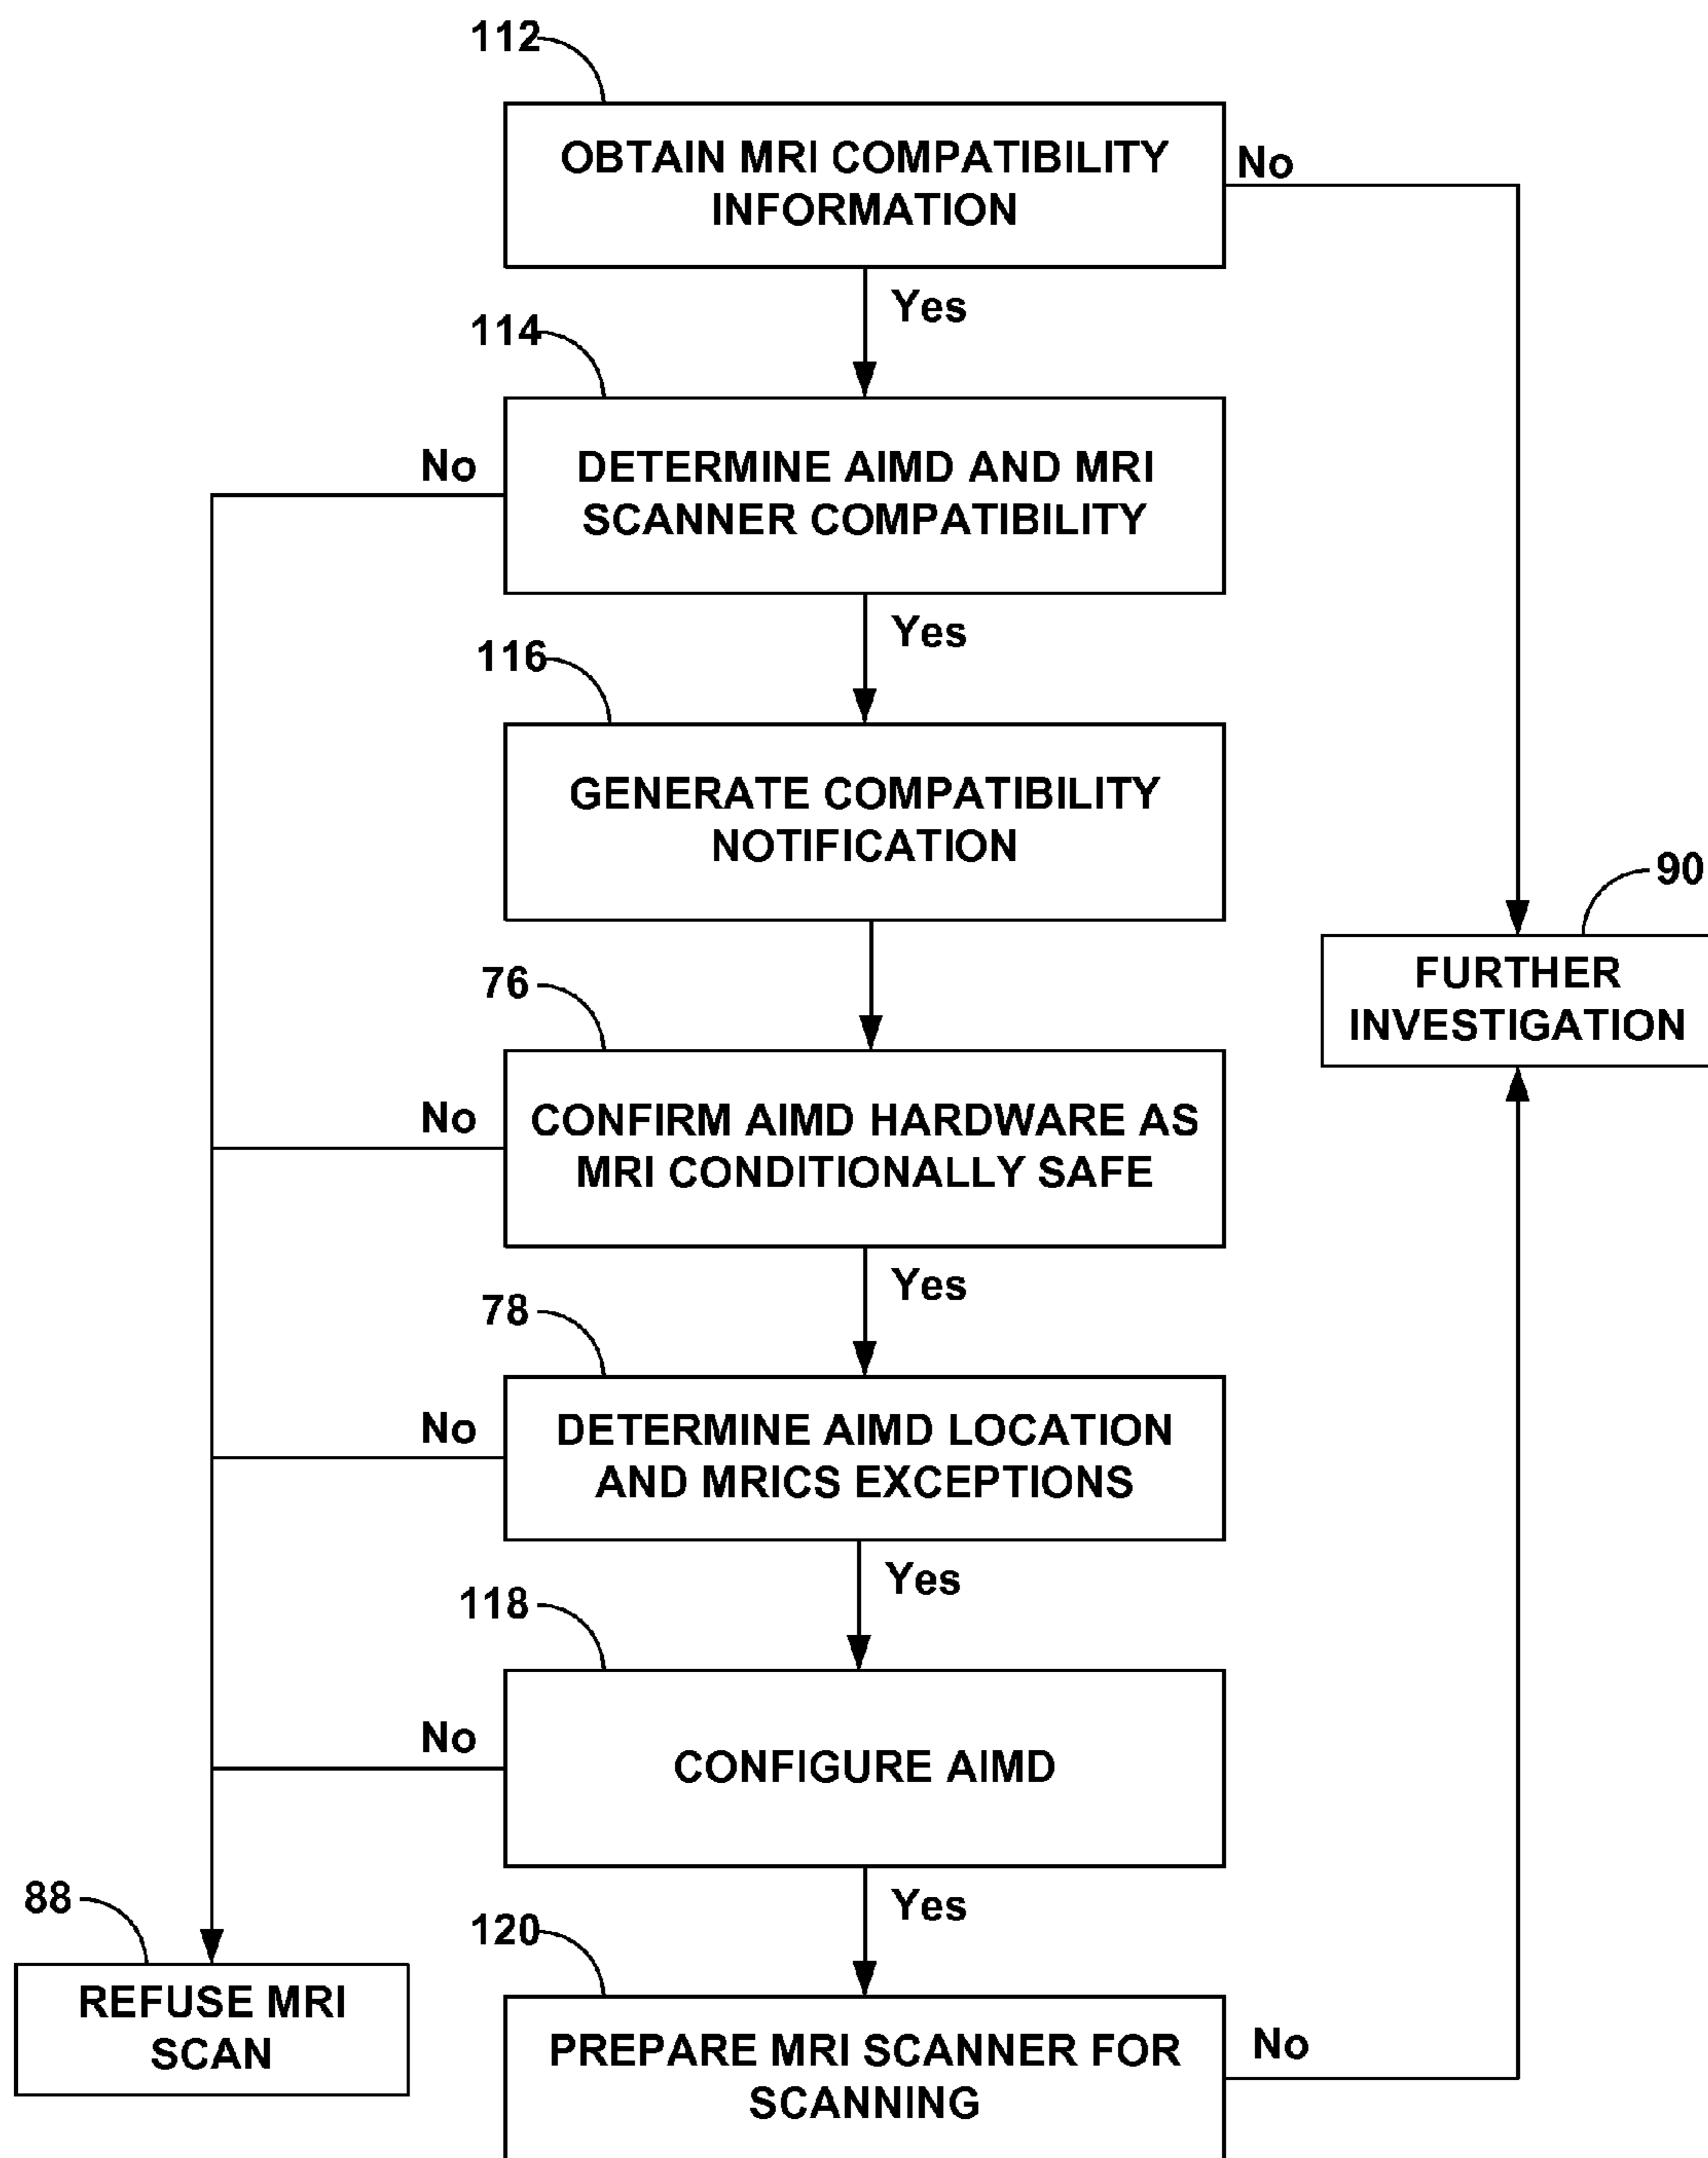 112
OBTAIN MRI COMPATIBILITY
INFORMATION
No
Yes
114
No
DETERMINE AIMD AND MRI
SCANNER COMPATIBILITY
Yes
116
GENERATE COMPATIBILITY
NOTIFICATION
90
FURTHER
INVESTIGATION
76
No
CONFIRM AIMD HARDWARE AS
MRI CONDITIONALLY SAFE
Yes
78
No
DETERMINE AIMD LOCATION
AND MRICS EXCEPTIONS
Yes
118
No
CONFIGURE AIMD
Yes
88
REFUSE MRI
SCAN
120
PREPARE MRI SCANNER FOR
SCANNING
No